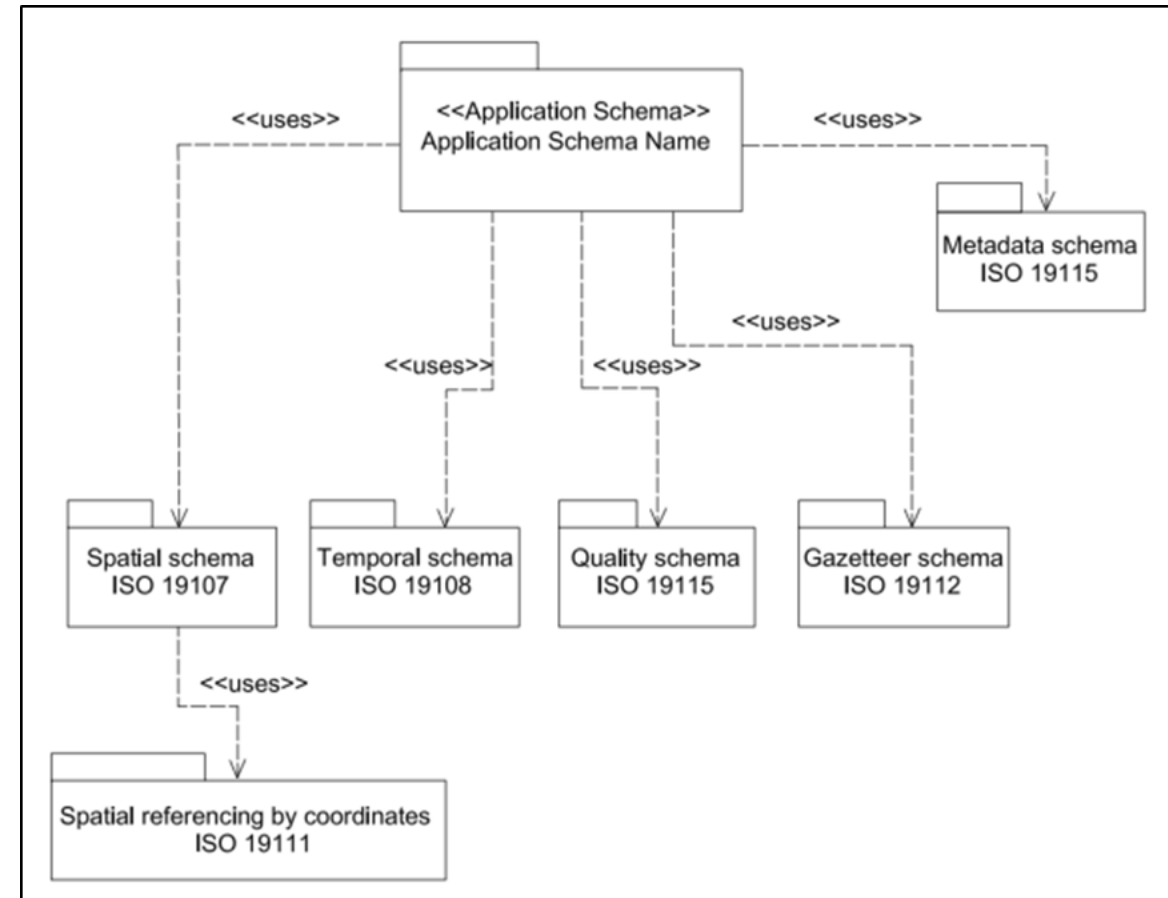 <<Application Schema>>
Application Schema Name
<<uses>>
<<uses>>
Metadata schema
ISO 19115
<<uses>>
<<uses>>
<<uses>>
Spatial schema
ISO 19107
Temporal schema
ISO 19108
Quality schema
ISO 19115
Gazetteer schema
ISO 19112
<<uses>>
Spatial referencing by coordinates
ISO 19111